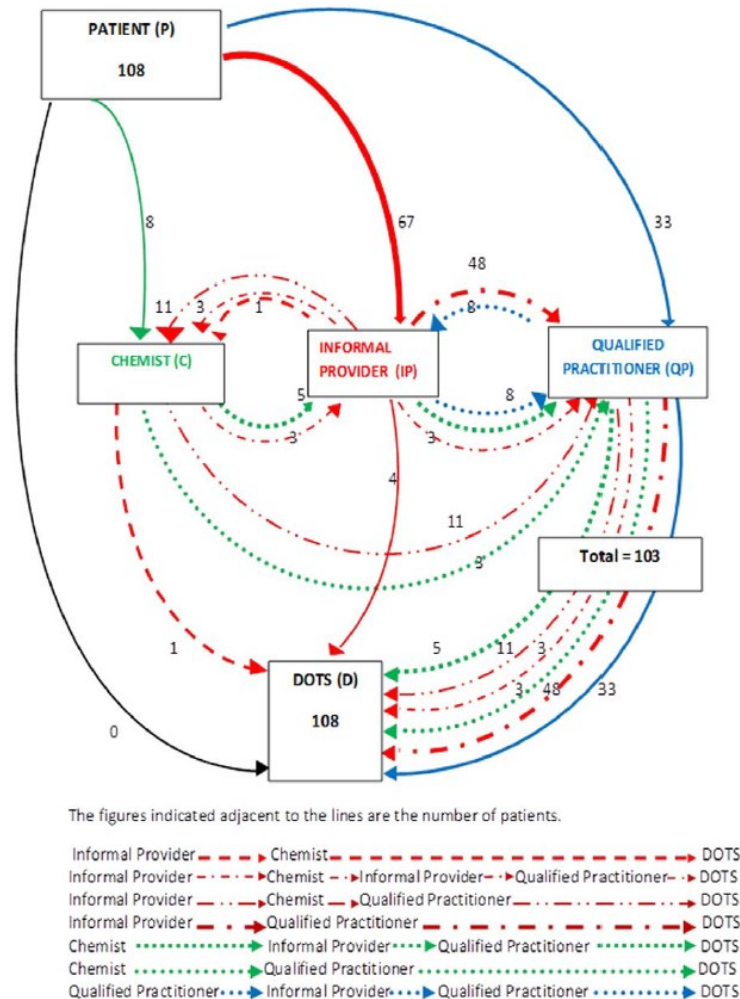 PATIENT (P)
108
8
67
33
48
11
3
1
8
CHEMIST (C)
INFORMAL
PROVIDER (IP)
QUALIFIED
PRACTITIONER (QP)
5
8
3
3
4
11
3
Total = 103
1
5
11
3
DOTS (D)
108
3
48
33
0
The figures indicated adjacent to the lines are the number of patients.
Informal Provider Chemist DOTS
Informal Provider Chemist Informal Provider Qualified Practitioner DOTS
Informal Provider Chemist Qualified Practitioner DOTS
Informal Provider Qualified Practitioner DOTS
Chemist Informal Provider Qualified Practitioner DOTS
Chemist Qualified Practitioner DOTS
Qualified Practitioner Informal Provider Qualified Practitioner DOTS